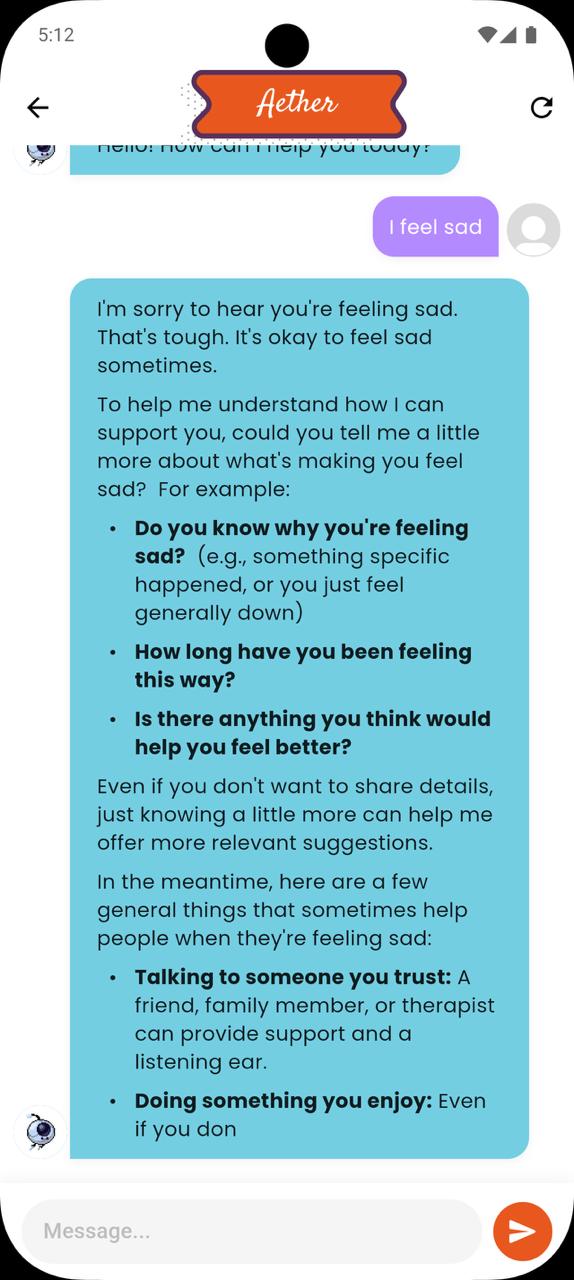 5:12
Aether
Hello! How can I help you today?
I feel sad
I'm sorry to hear you're feeling sad.
That's tough. It's okay to feel sad
sometimes.
To help me understand how I can
support you, could you tell me a little
more about what's making you feel
sad?  For example:
• Do you know why you're feeling
sad?  (e.g., something specific
happened, or you just feel
generally down)
• How long have you been feeling
this way?
• Is there anything you think would
help you feel better?
Even if you don't want to share details,
just knowing a little more can help me
offer more relevant suggestions.
In the meantime, here are a few
general things that sometimes help
people when they're feeling sad:
• Talking to someone you trust: A
friend, family member, or therapist
can provide support and a
listening ear.
• Doing something you enjoy: Even
if you don
Message...